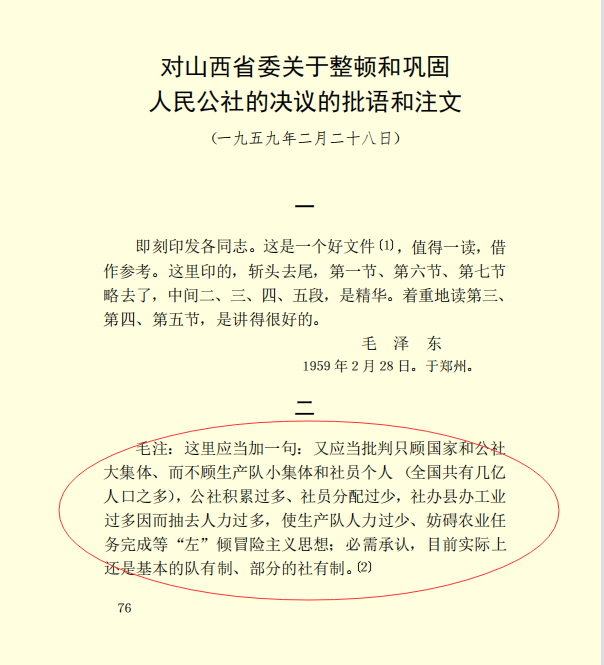 对山西省委关于整顿和巩固
人民公社的决议的批语和注文
(一九五九年二月二十八日)
一
即刻印发各同志。这是一个好文件〔1〕，值得一读，借
作参考。这里印的，斩头去尾，第一节、第六节、第七节
略去了，中间二、三、四、五段，是精华。着重地读第三、
第四、第五节，是讲得很好的。
毛 泽 东
1959 年 2 月 28 日。于郑州。
二
毛注：这里应当加一句：又应当批判只顾国家和公社
大集体、而不顾生产队小集体和社员个人（全国共有几亿
人口之多），公社积累过多、社员分配过少，社办县办工业
过多因而抽去人力过多，使生产队人力过少、妨碍农业任
务完成等“左”倾冒险主义思想；必需承认，目前实际上
还是基本的队有制、部分的社有制。〔2〕
76